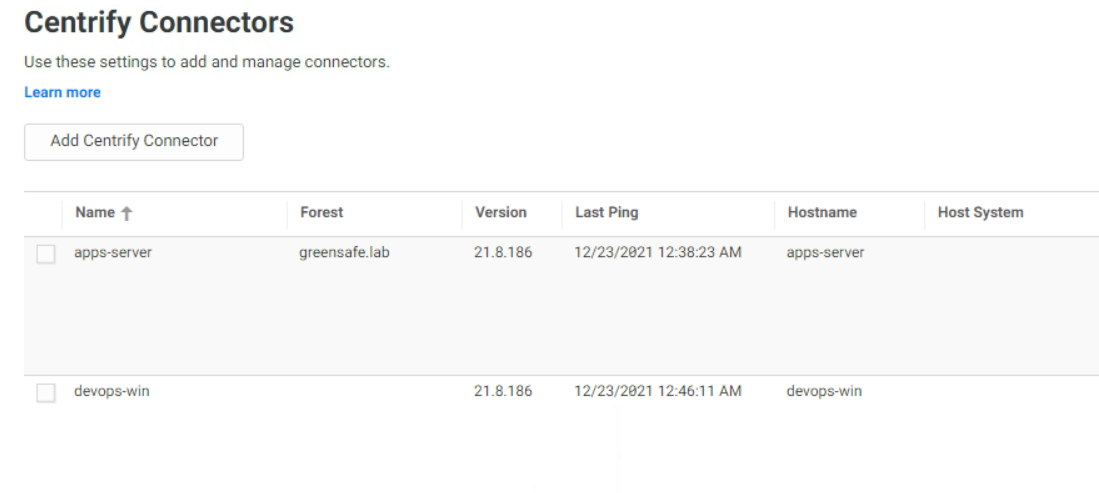 Centrify Connectors
Use these settings to add and manage connectors.
Learn more
Add Centrify Connector
Name Forest Version Last Ping Hostname Host System
apps-server greensafe.lab 21.8.186 12/23/2021 12:38:23 AM apps-server
devops-win 21.8.186 12/23/2021 12:46:11 AM devops-win